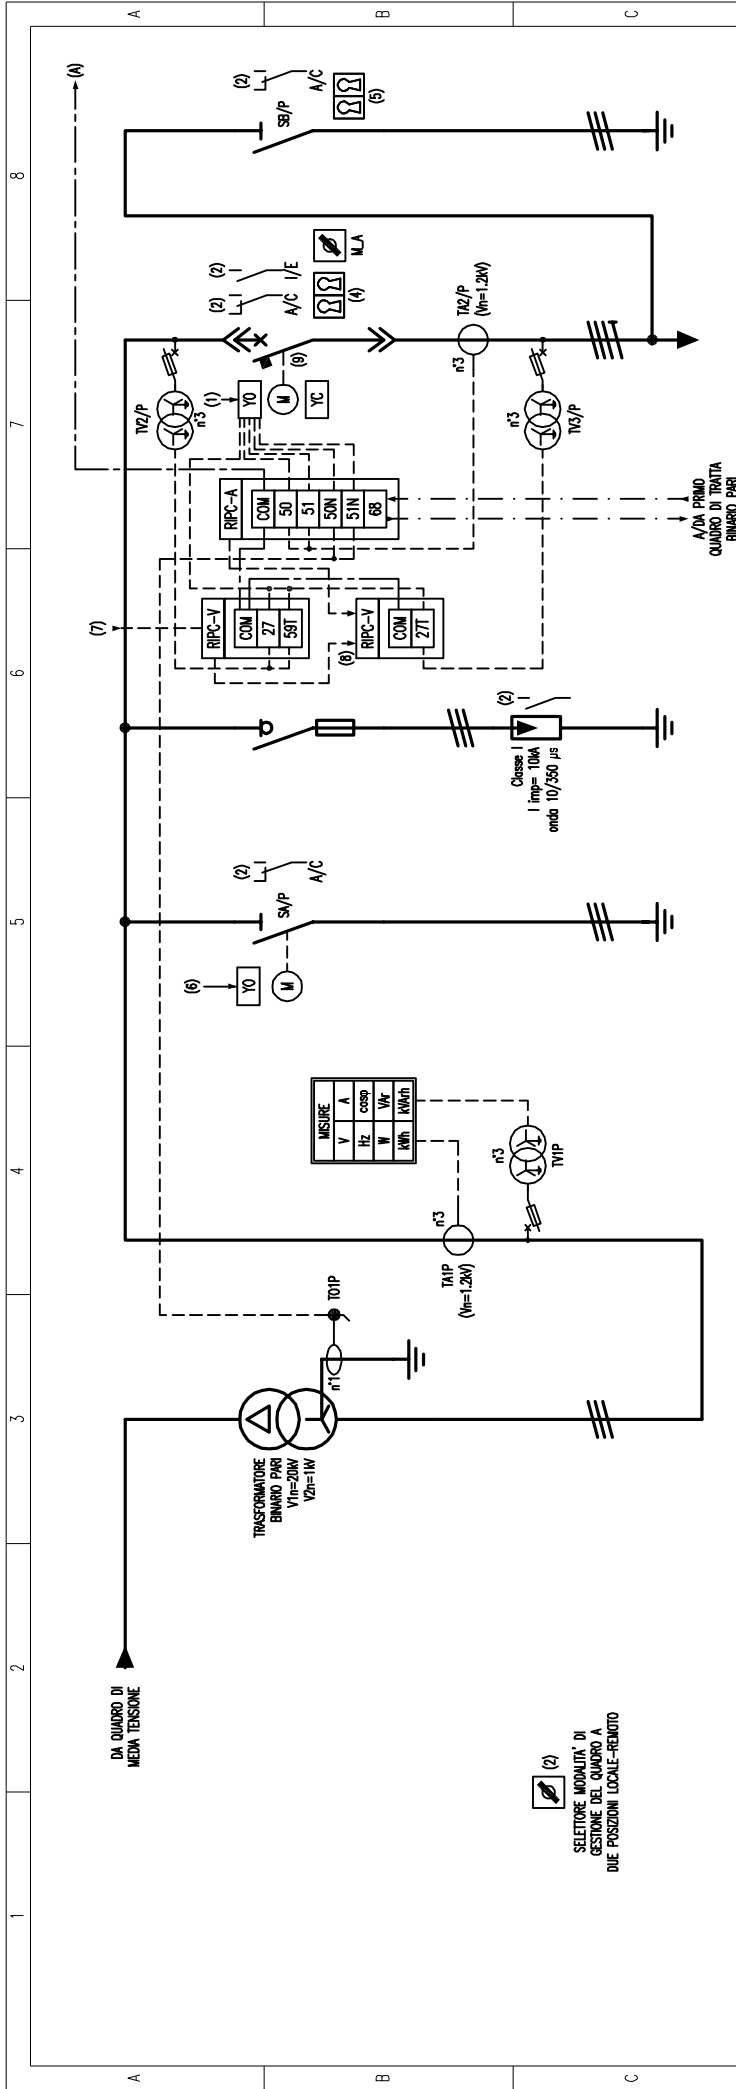 A
B
C
8
7
6
5
4
3
2
1
(A)
(2)
A/C
SB/P
(5)
(2)
I/E
(2)
A/C
(4)
M_A
(9)
TA2/P
(Vn=1.2kV)
n°3
TV2/P
n°3
(1)
YO
M
YC
n°3
TV3/P
RIPC-A
COM
50
51
50N
51N
68
A/DA PRIMO
QUADRO DI TRATTA
BINARIO PARI
(7)
RIPC-V
COM
27
59T
(8)
RIPC-V
COM
27T
(2)
Classe I
I imp= 10kA
onda 10/350 µs
(2)
A/C
SA/P
(6)
YO
M
MISURE
V A
Hz cosφ
W VAr
kWh kVArh
n°3
TV1P
n°3
TA1P
(Vn=1.2kV)
TO1P
n°1
TRASFORMATORE
BINARIO PARI
V1n=20kV
V2n=1kV
DA QUADRO DI
MEDIA TENSIONE
(2)
SELETTORE MODALITA' DI
GESTIONE DEL QUADRO A
DUE POSIZIONI LOCALE-REMOTO
A
B
C